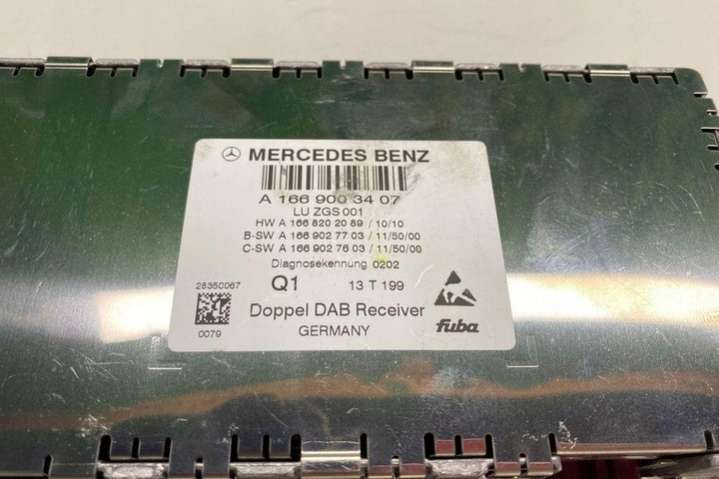 MERCEDES BENZ
A 166 900 34 07
LU ZGS 001
HW A 166 820 20 89 / 10/10
B-SW A 166 902 77 03 / 11/50/00
C-SW A 166 902 76 03 / 11/50/00
Diagnosekennung 0202
28350067 Q1 13 T 199
Doppel DAB Receiver
0079 GERMANY fuba